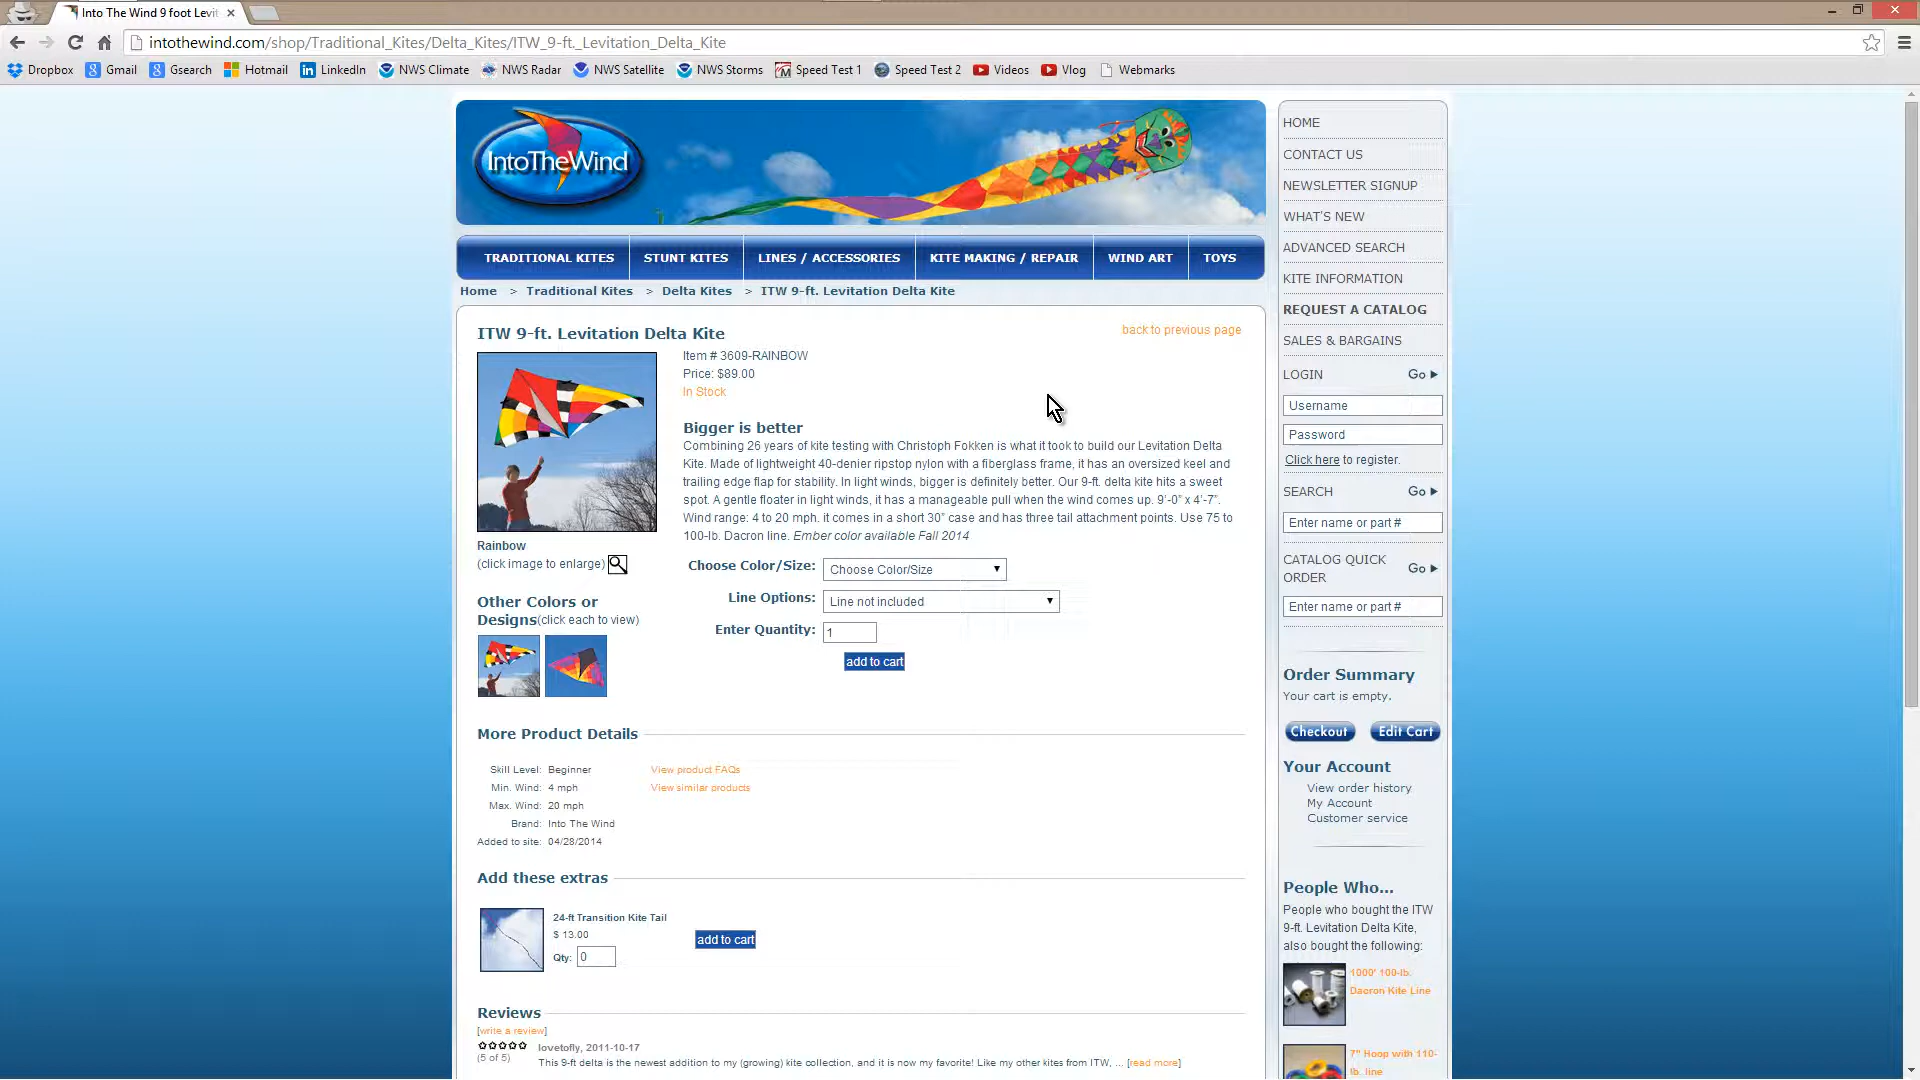 Into The Wind 9 foot Levit
intothewind.com/shop/Traditional_Kites/Delta_Kites/ITW_9-ft._Levitation_Delta_Kite
Dropbox Gmail Gsearch Hotmail LinkedIn NWS Climate NWS Radar NWS Satellite NWS Storms Speed Test 1 Speed Test 2 Videos Vlog Webmarks
IntoTheWind
TRADITIONAL KITES STUNT KITES LINES / ACCESSORIES KITE MAKING / REPAIR WIND ART TOYS
Home > Traditional Kites > Delta Kites > ITW 9-ft. Levitation Delta Kite
ITW 9-ft. Levitation Delta Kite
back to previous page
Item # 3609-RAINBOW
Price: $89.00
In Stock
Bigger is better
Combining 26 years of kite testing with Christoph Fokken is what it took to build our Levitation Delta
Kite. Made of lightweight 40-denier ripstop nylon with a fiberglass frame, it has an oversized keel and
trailing edge flap for stability. In light winds, bigger is definitely better. Our 9-ft. delta kite hits a sweet
spot. A gentle floater in light winds, it has a manageable pull when the wind comes up. 9'-0" x 4'-7".
Wind range: 4 to 20 mph. it comes in a short 30" case and has three tail attachment points. Use 75 to
100-lb. Dacron line. Ember color available Fall 2014
Rainbow
(click image to enlarge)
Other Colors or
Designs(click each to view)
Choose Color/Size: Choose Color/Size
Line Options: Line not included
Enter Quantity: 1
add to cart
More Product Details
Skill Level: Beginner
Min. Wind: 4 mph
Max. Wind: 20 mph
Brand: Into The Wind
Added to site: 04/28/2014
View product FAQs
View similar products
Add these extras
24-ft Transition Kite Tail
$ 13.00
Qty: 0
add to cart
Reviews
[write a review]
(5 of 5)
lovetofly, 2011-10-17
This 9-ft delta is the newest addition to my (growing) kite collection, and it is now my favorite! Like my other kites from ITW, ... [read more]
HOME
CONTACT US
NEWSLETTER SIGNUP
WHAT'S NEW
ADVANCED SEARCH
KITE INFORMATION
REQUEST A CATALOG
SALES & BARGAINS
LOGIN Go
Username
Password
Click here to register.
SEARCH Go
Enter name or part #
CATALOG QUICK
ORDER Go
Enter name or part #
Order Summary
Your cart is empty.
Checkout Edit Cart
Your Account
View order history
My Account
Customer service
People Who...
People who bought the ITW
9-ft. Levitation Delta Kite,
also bought the following:
1000' 100-lb.
Dacron Kite Line
7" Hoop with 110-
lb. line